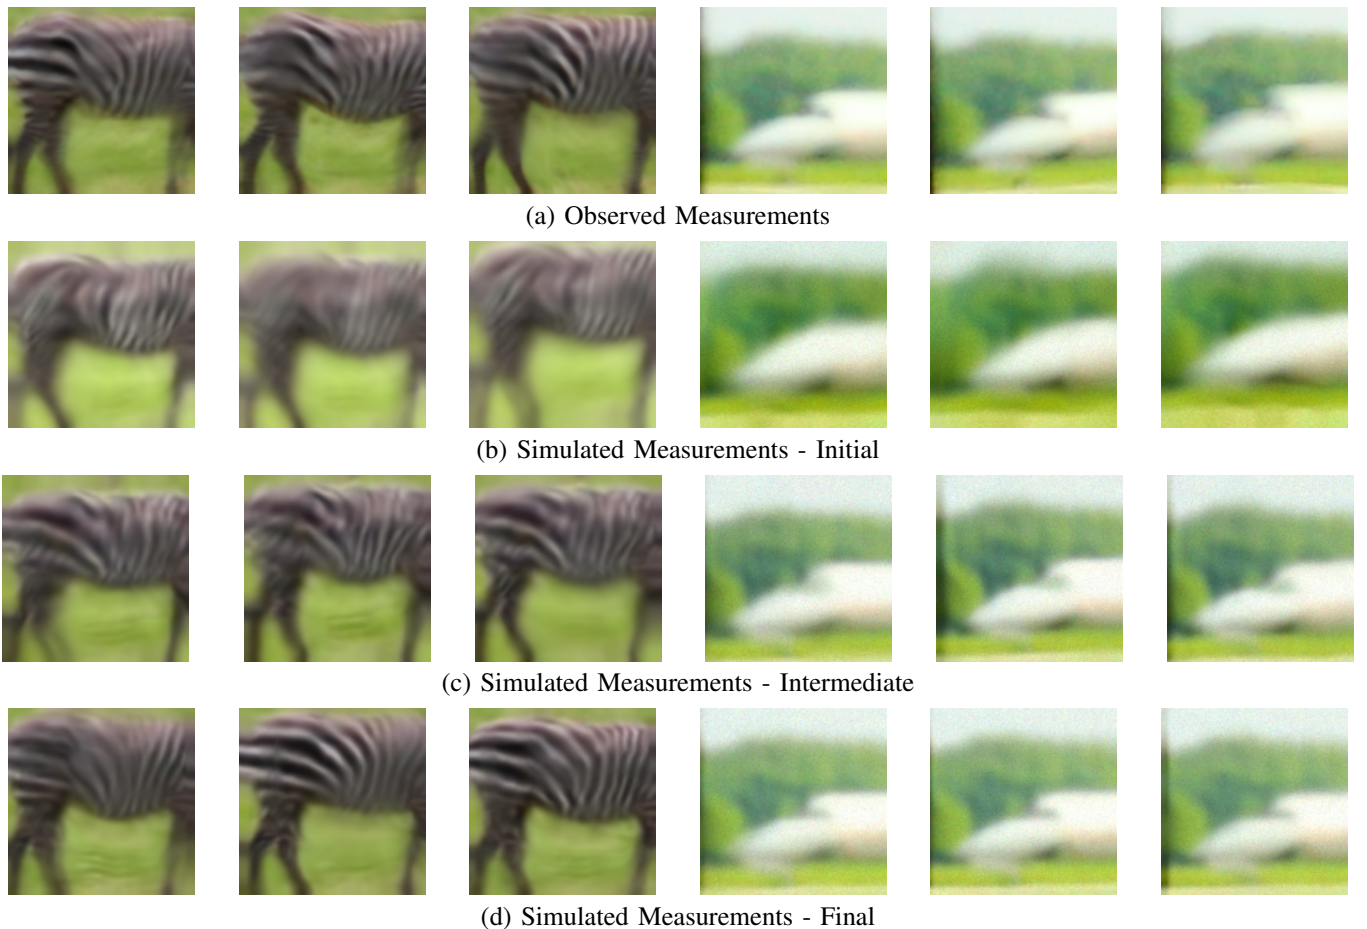 (a) Observed Measurements
(b) Simulated Measurements - Initial
(c) Simulated Measurements - Intermediate
(d) Simulated Measurements - Final